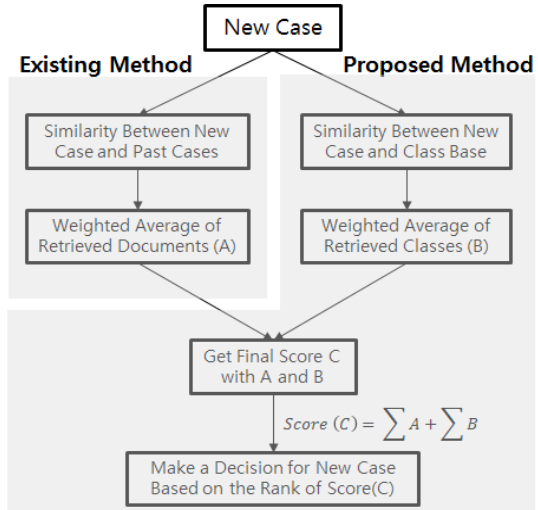 New Case
Existing Method
Proposed Method
Similarity Between New
Case and Past Cases
Similarity Between New
Case and Class Base
Weighted Average of
Retrieved Documents (A)
Weighted Average of
Retrieved Classes (B)
Get Final Score C
with A and B
Score (C) = ∑ A + ∑ B
Make a Decision for New Case
Based on the Rank of Score(C)